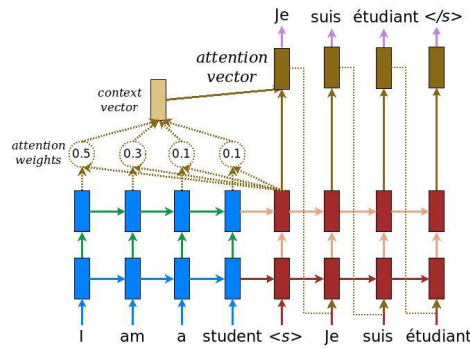 Je suis étudiant </s>
attention
vector
context
vector
attention
weights
0.5 0.3 0.1 0.1
I am a student <s> Je suis étudiant